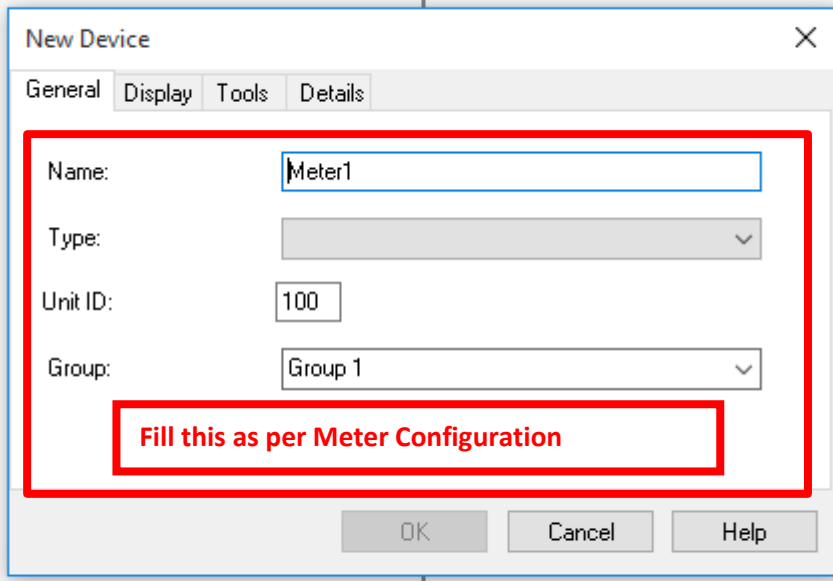 New Device
General Display Tools Details
Name: Meter1
Type:
Unit ID: 100
Group: Group 1
Fill this as per Meter Configuration
OK Cancel Help